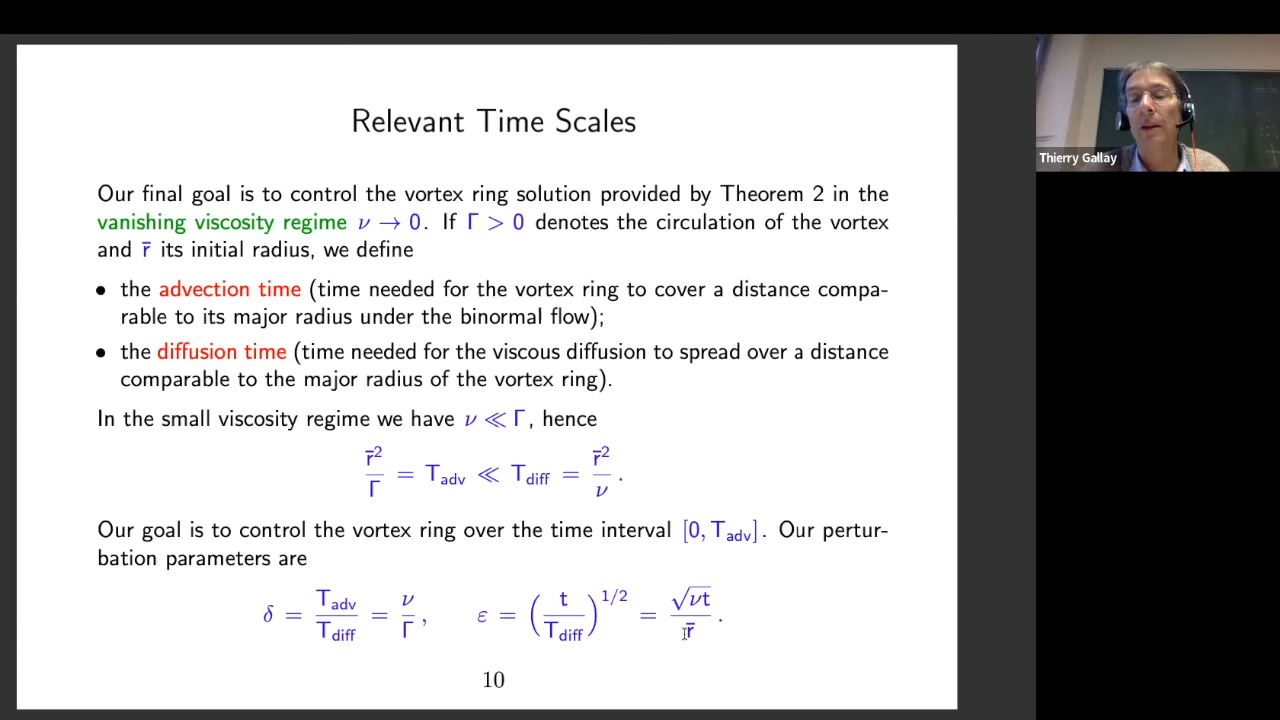 Relevant Time Scales
Our final goal is to control the vortex ring solution provided by Theorem 2 in the
vanishing viscosity regime ν → 0. If Γ > 0 denotes the circulation of the vortex
and r̄ its initial radius, we define
• the advection time (time needed for the vortex ring to cover a distance compa-
rable to its major radius under the binormal flow);
• the diffusion time (time needed for the viscous diffusion to spread over a distance
comparable to the major radius of the vortex ring).
In the small viscosity regime we have ν ≪ Γ, hence
r̄²/Γ = T_adv ≪ T_diff = r̄²/ν .
Our goal is to control the vortex ring over the time interval [0, T_adv]. Our pertur-
bation parameters are
δ = T_adv/T_diff = ν/Γ , ε = (t/T_diff)^{1/2} = √(νt)/r̄ .
10
Thierry Gallay